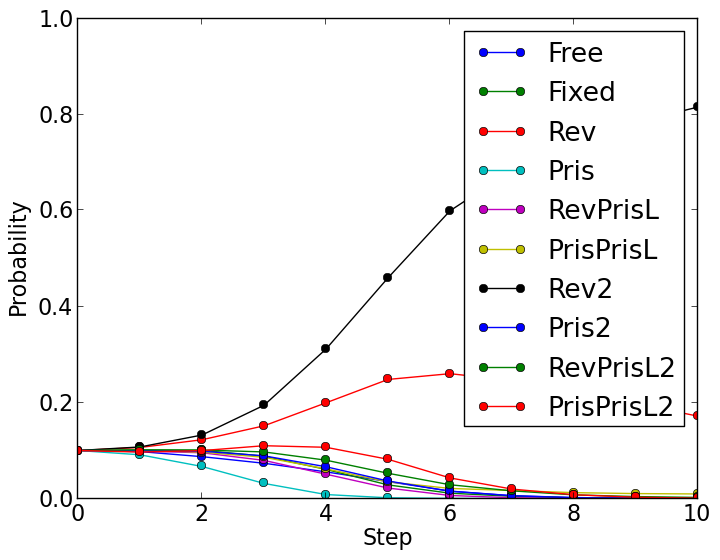 1.0
0.8
0.6
0.4
0.2
0.0
Probability
0 2 4 6 8 10
Step
Free
Fixed
Rev
Pris
RevPrisL
PrisPrisL
Rev2
Pris2
RevPrisL2
PrisPrisL2